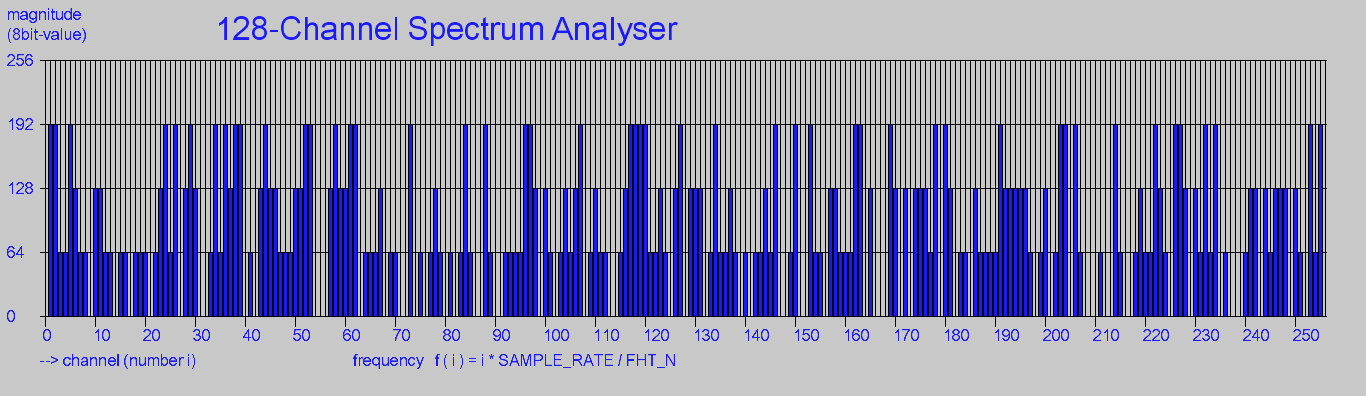 magnitude
(8bit-value)
128-Channel Spectrum Analyser
256
192
128
64
0
0 10 20 30 40 50 60 70 80 90 100 110 120 130 140 150 160 170 180 190 200 210 220 230 240 250
--> channel (number i)
frequency f ( i ) = i * SAMPLE_RATE / FHT_N